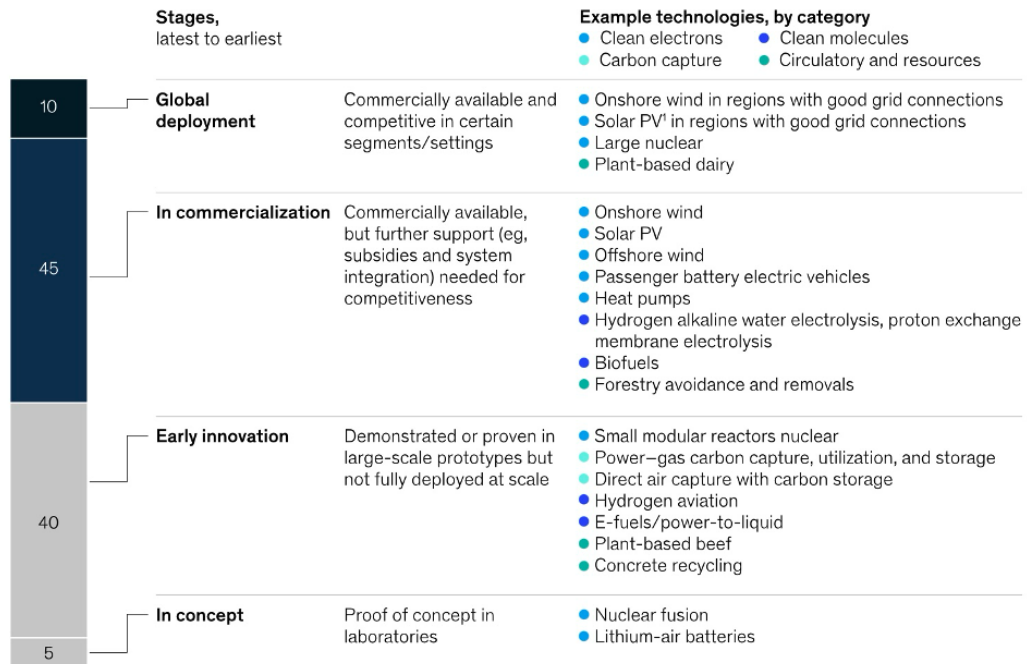 Stages,
latest to earliest
Example technologies, by category
Clean electrons
Clean molecules
Carbon capture
Circulatory and resources
10
Global
deployment
Commercially available and
competitive in certain
segments/settings
Onshore wind in regions with good grid connections
Solar PV¹ in regions with good grid connections
Large nuclear
Plant-based dairy
45
In commercialization
Commercially available,
but further support (eg,
subsidies and system
integration) needed for
competitiveness
Onshore wind
Solar PV
Offshore wind
Passenger battery electric vehicles
Heat pumps
Hydrogen alkaline water electrolysis, proton exchange
membrane electrolysis
Biofuels
Forestry avoidance and removals
40
Early innovation
Demonstrated or proven in
large-scale prototypes but
not fully deployed at scale
Small modular reactors nuclear
Power–gas carbon capture, utilization, and storage
Direct air capture with carbon storage
Hydrogen aviation
E-fuels/power-to-liquid
Plant-based beef
Concrete recycling
5
In concept
Proof of concept in
laboratories
Nuclear fusion
Lithium-air batteries